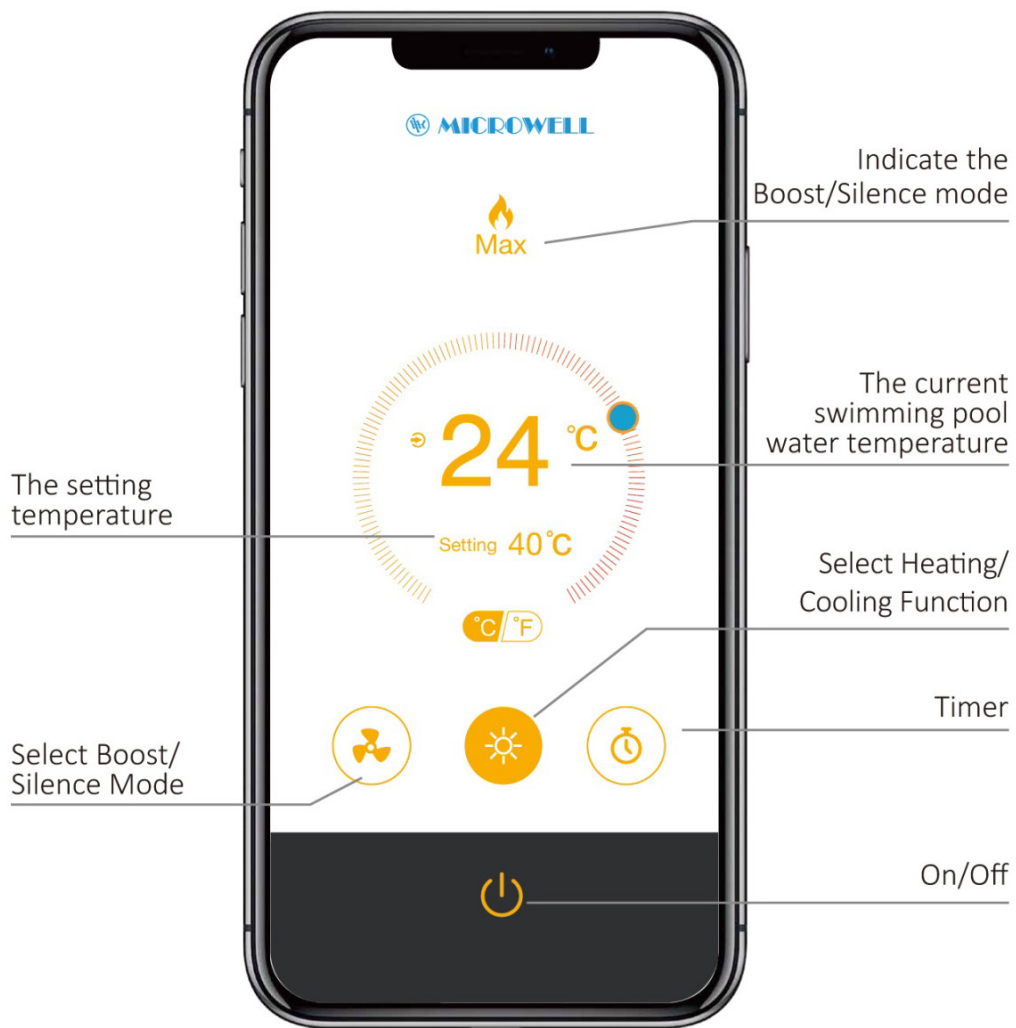 MICROWELL
Indicate the
Boost/Silence mode
Max
The current
swimming pool
water temperature
24 °C
The setting
temperature
Setting 40°C
Select Heating/
Cooling Function
°C/°F
Timer
Select Boost/
Silence Mode
On/Off